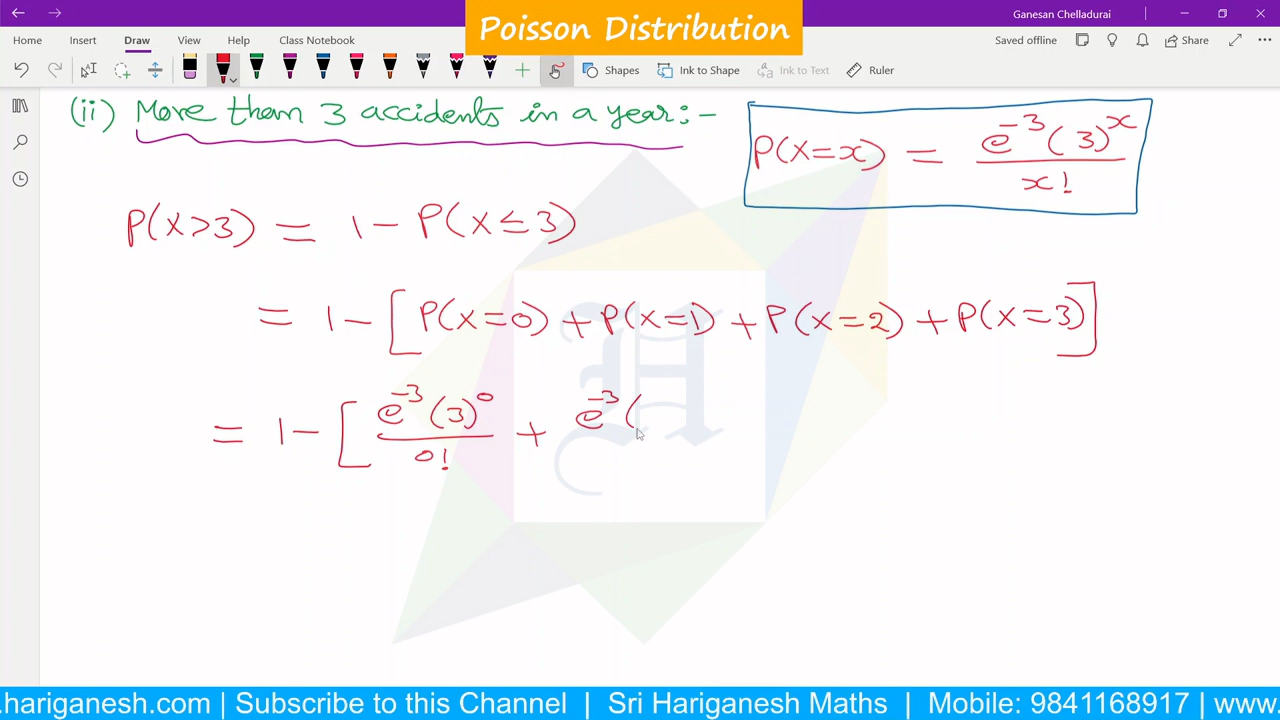 Poisson Distribution
Ganesan Chelladurai
Home Insert Draw View Help Class Notebook
Saved offline Share
Shapes Ink to Shape Ink to Text Ruler
(ii) More than 3 accidents in a year:-
P(X=x) = e^-3 (3)^x / x!
P(X>3) = 1 - P(X≤3)
= 1 - [P(X=0) + P(X=1) + P(X=2) + P(X=3)]
= 1 - [e^-3 (3)^0 / 0! + e^-3 (
H
.hariganesh.com | Subscribe to this Channel | Sri Hariganesh Maths | Mobile: 9841168917 | www.